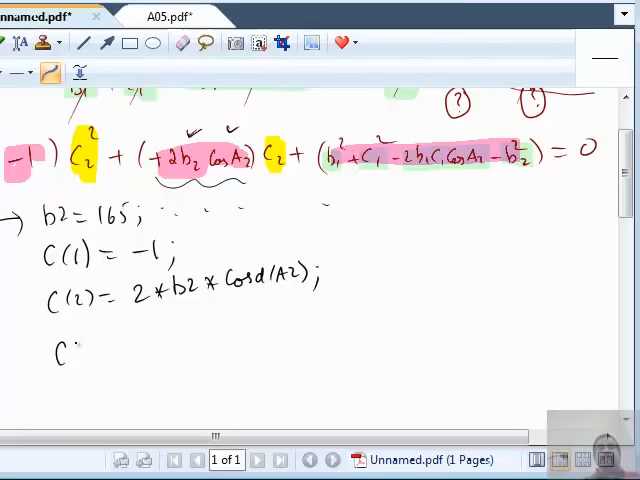 nnamed.pdf* × A05.pdf*
? ?
-1) C₂² + (+2b₂ CosA₂) C₂ + (b₁² + C₁² - 2b₁C₁ CosA₁ - b₂²) = 0
→ b2 = 165;
C(1) = -1;
C(2) = 2*b2*Cosd(A2);
C
1 of 1 Unnamed.pdf (1 Pages)